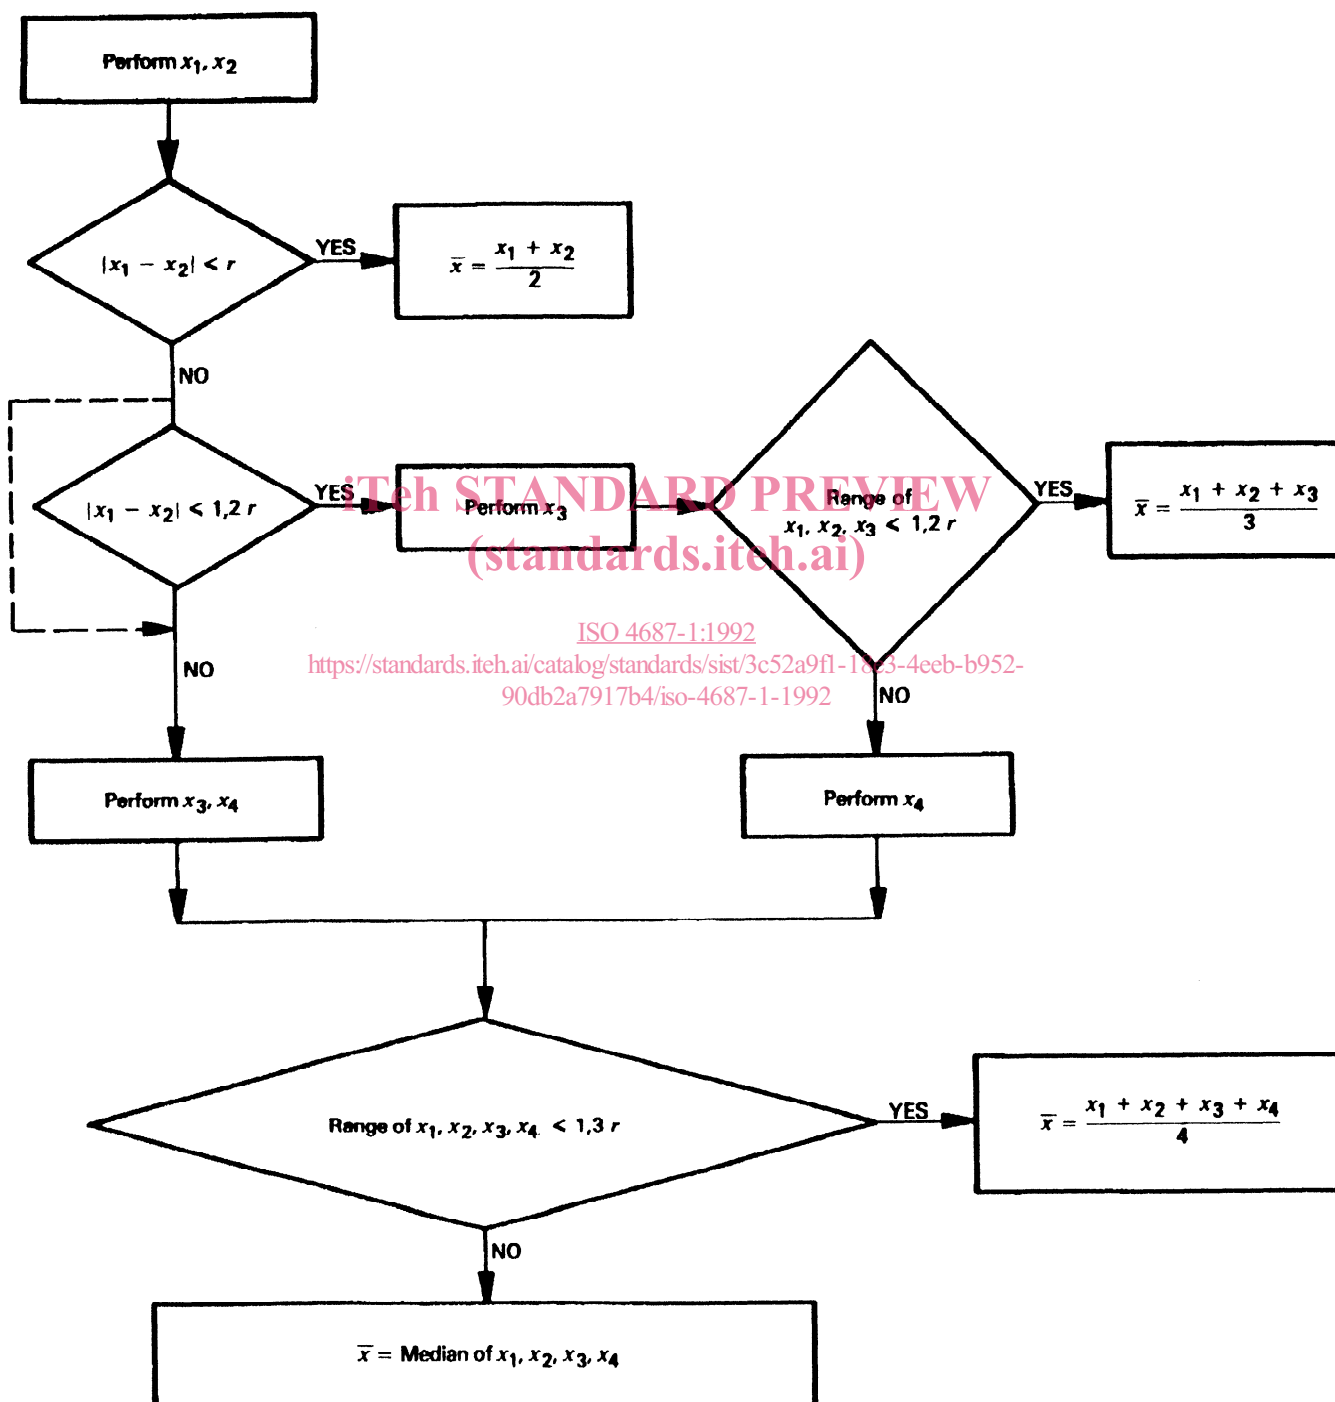 Perform x₁, x₂
|x₁ − x₂| < r
YES
x̄ = (x₁ + x₂) / 2
NO
|x₁ − x₂| < 1,2 r
YES
Perform x₃
Range of
x₁, x₂, x₃ < 1,2 r
YES
x̄ = (x₁ + x₂ + x₃) / 3
iTeh STANDARD PREVIEW
(standards.iteh.ai)
ISO 4687-1:1992
https://standards.iteh.ai/catalog/standards/sist/3c52a9f1-18e3-4eeb-b952-
90db2a7917b4/iso-4687-1-1992
NO
NO
Perform x₃, x₄
Perform x₄
Range of x₁, x₂, x₃, x₄ < 1,3 r
YES
x̄ = (x₁ + x₂ + x₃ + x₄) / 4
NO
x̄ = Median of x₁, x₂, x₃, x₄